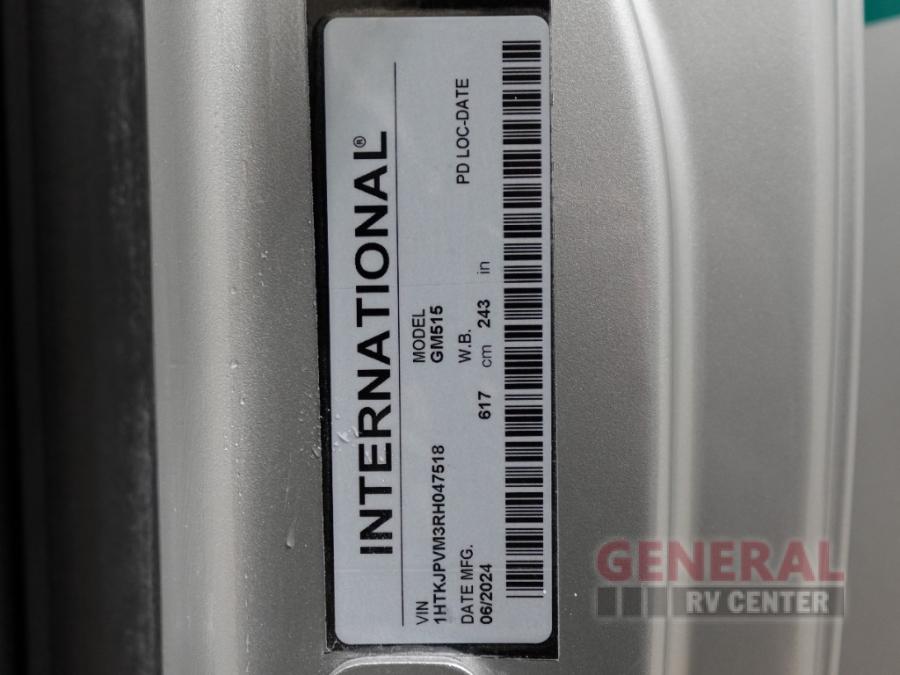 INTERNATIONAL®
VIN MODEL
1HTKJPVM3RH047518 GM515
DATE MFG. W.B. PD LOC-DATE
06/2024 617 cm 243 in
GENERAL
RV CENTER